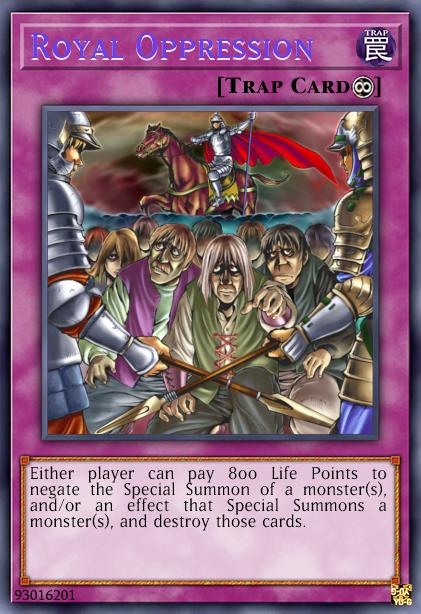 Royal Oppression
TRAP
罠
[Trap Card]
Either player can pay 800 Life Points to
negate the Special Summon of a monster(s),
and/or an effect that Special Summons a
monster(s), and destroy those cards.
93016201